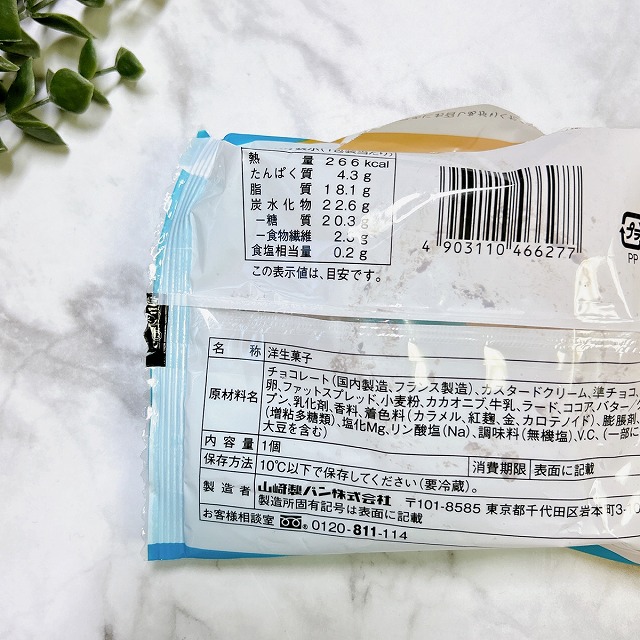 熱量 266kcal
たんぱく質 4.3g
脂質 18.1g
炭水化物 22.6g
－糖質 20.3g
－食物繊維 2.3g
食塩相当量 0.2g
この表示値は、目安です。
4 903110 466277
プラ
PP
名称 洋生菓子
原材料名 チョコレート(国内製造、フランス製造)、カスタードクリーム、準チョコ
卵、ファットスプレッド、小麦粉、カカオニブ、牛乳、ラード、ココアバター
プン、乳化剤、香料、着色料(カラメル、紅麹、金、カロテノイド)、膨脹剤、
(増粘多糖類)、塩化Mg、リン酸塩(Na)、調味料(無機塩)、V.C、(一部に
大豆を含む)
内容量 1個
保存方法 10℃以下で保存してください(要冷蔵)。 消費期限 表面に記載
製造者 山崎製パン株式会社 〒101-8585 東京都千代田区岩本町3-
製造所固有記号は表面に記載
お客様相談室 0120-811-114